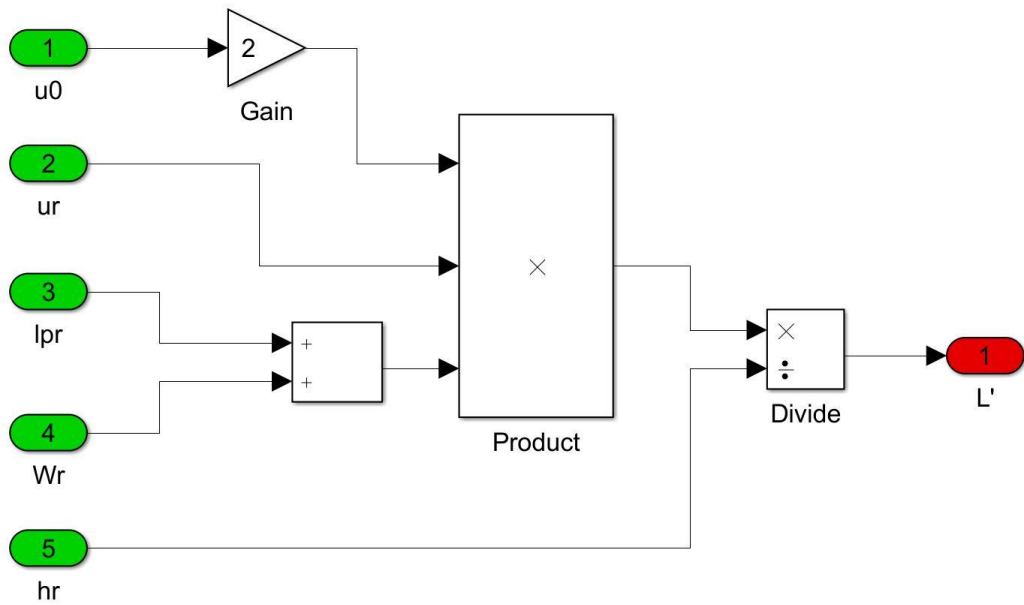 1
u0
2
Gain
2
ur
3
lpr
+
+
4
Wr
×
Product
×
÷
Divide
1
L'
5
hr